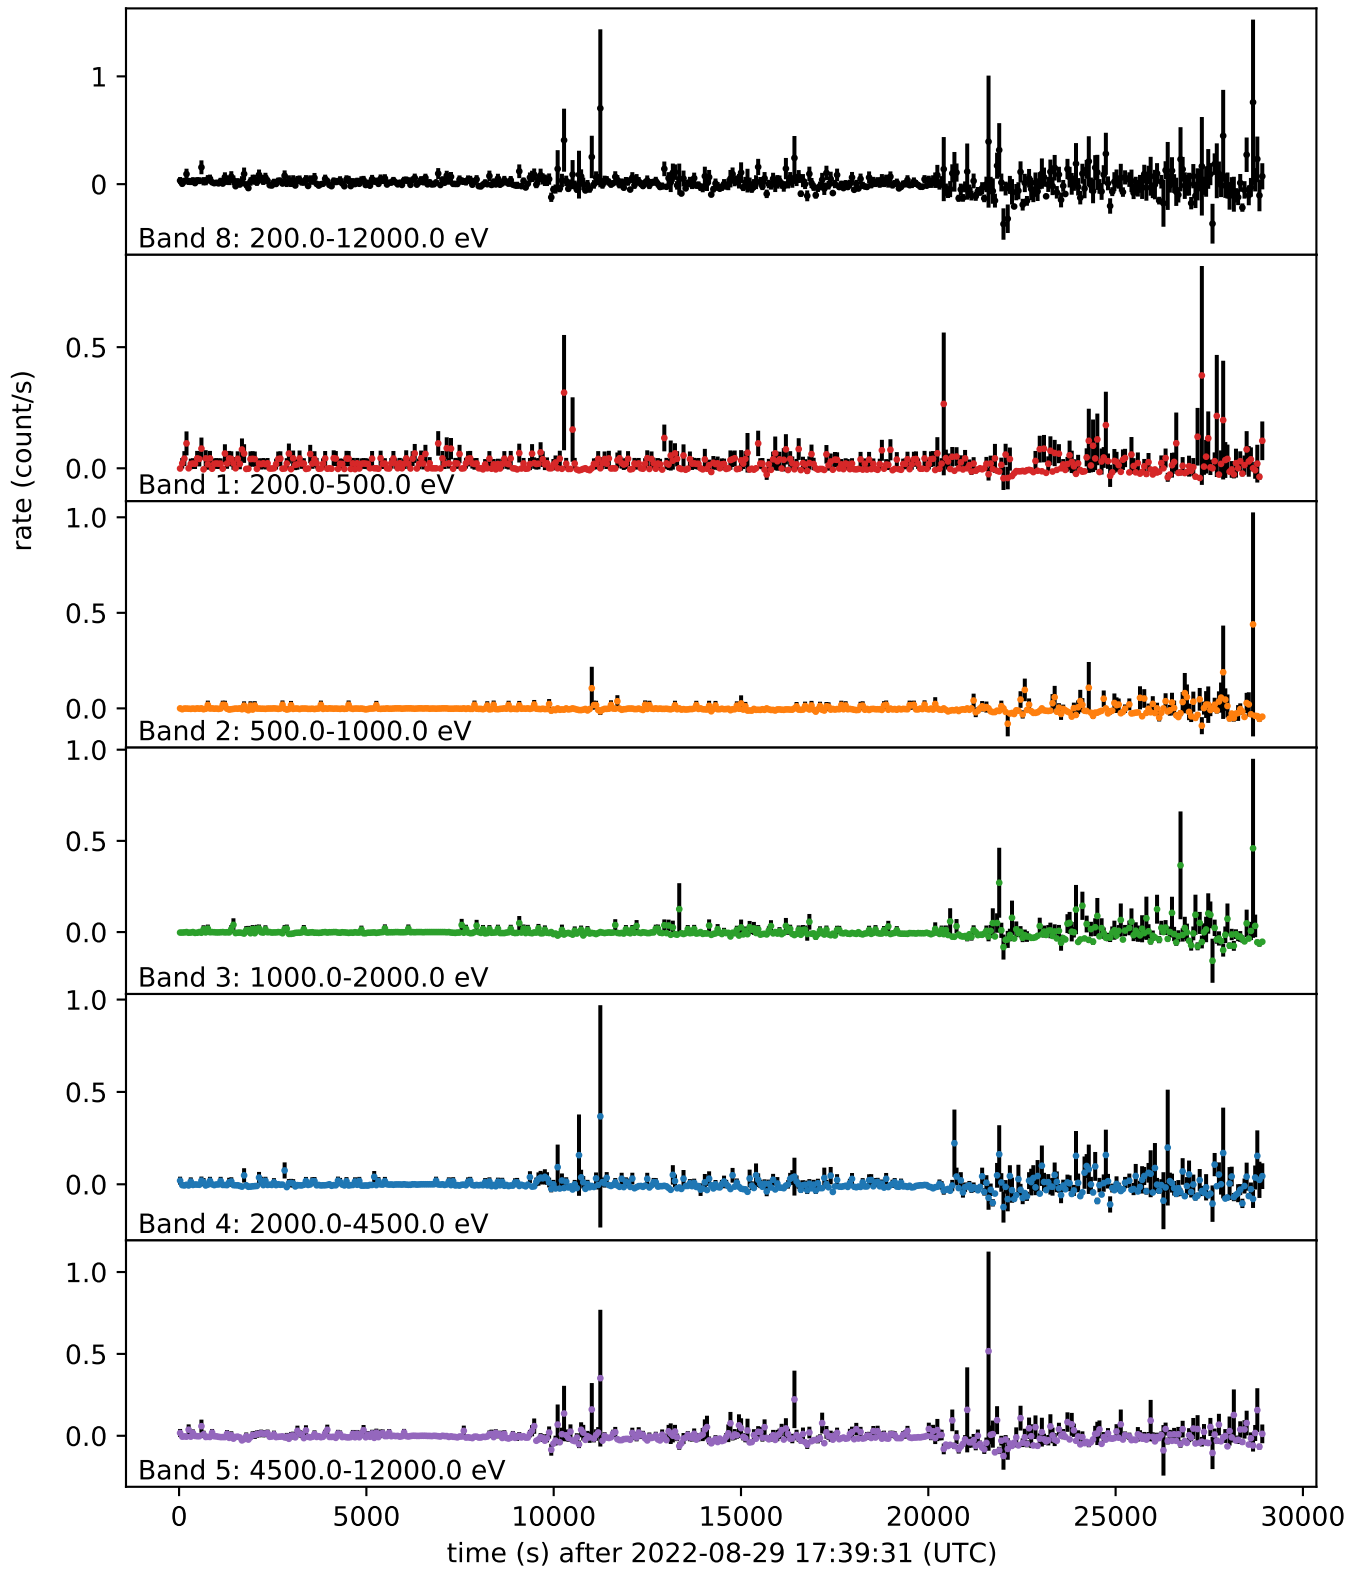 rate (count/s)
1
0
Band 8: 200.0-12000.0 eV
0.5
0.0
Band 1: 200.0-500.0 eV
1.0
0.5
0.0
Band 2: 500.0-1000.0 eV
1.0
0.5
0.0
Band 3: 1000.0-2000.0 eV
1.0
0.5
0.0
Band 4: 2000.0-4500.0 eV
1.0
0.5
0.0
Band 5: 4500.0-12000.0 eV
0 5000 10000 15000 20000 25000 30000
time (s) after 2022-08-29 17:39:31 (UTC)